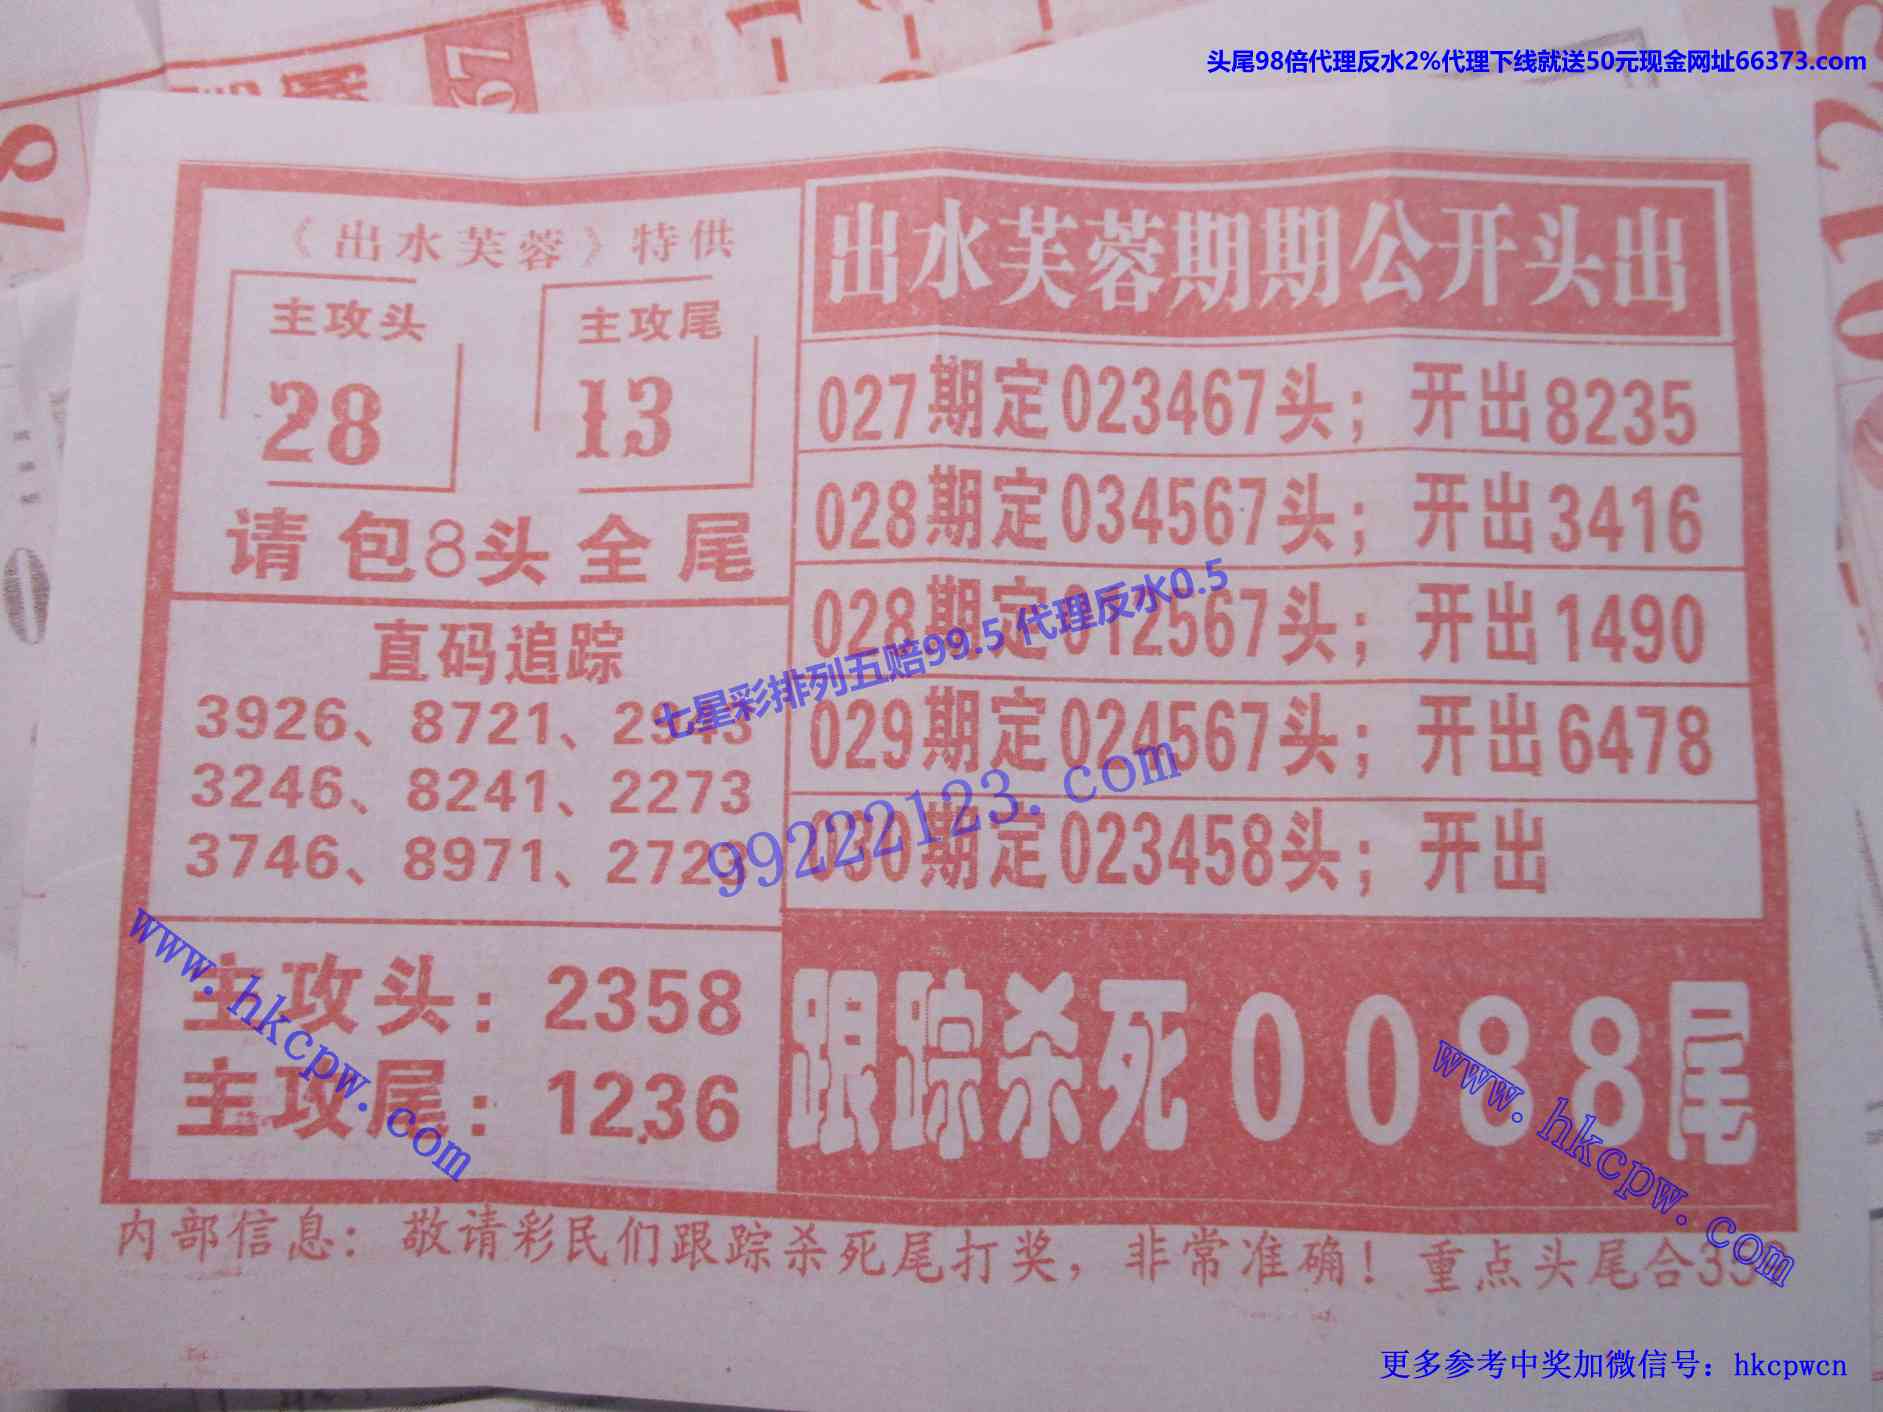 头尾98倍代理反水2%代理下线就送50元现金网址66373.com
《出水芙蓉》特供
主攻头
28
主攻尾
13
请包8头全尾
直码追踪
3926、8721、2943
3246、8241、2273
3746、8971、2723
主攻头：2358
主攻尾：1236
出水芙蓉期期公开头出
027期定023467头；开出8235
028期定034567头；开出3416
028期定012567头；开出1490
029期定024567头；开出6478
030期定023458头；开出
跟踪杀死0088尾
内部信息：敬请彩民们跟踪杀死尾打奖，非常准确！重点头尾合35
七星彩排列五赔99.5 代理反水0.5
99222123.com
www.hkcpw.com
www.hkcpw.com
更多参考中奖加微信号：hkcpwcn